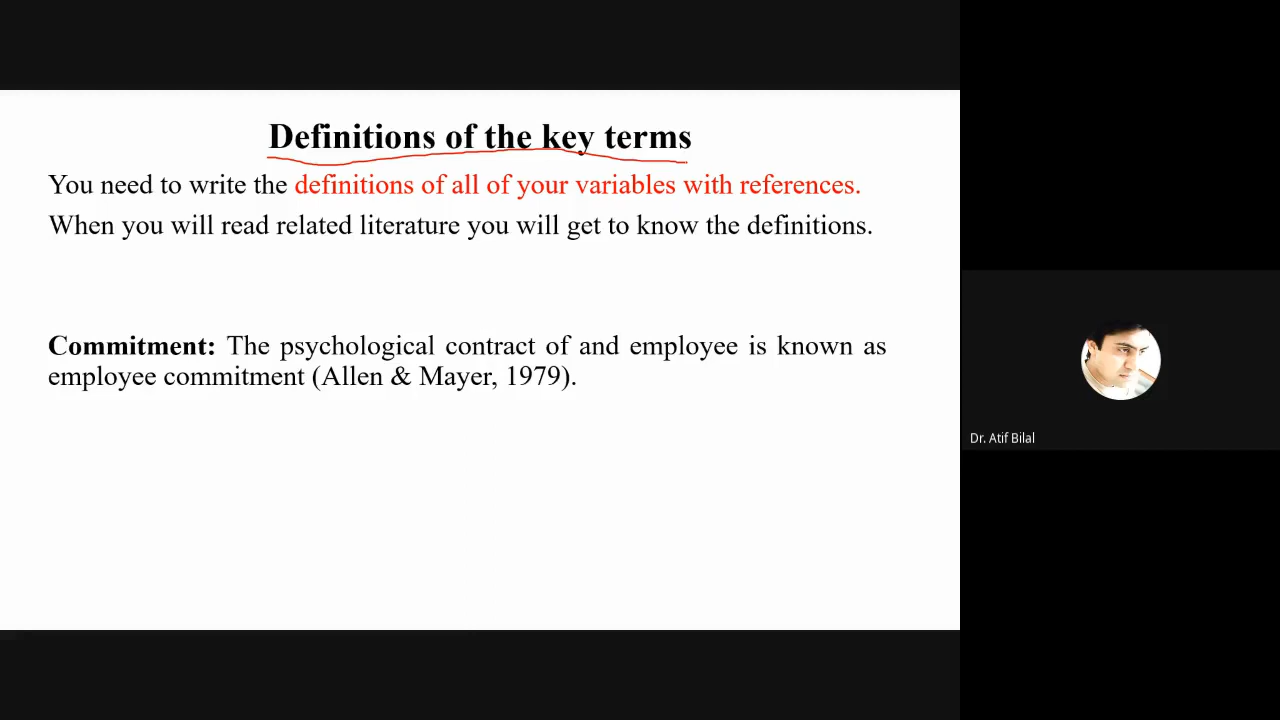 Definitions of the key terms
You need to write the definitions of all of your variables with references.
When you will read related literature you will get to know the definitions.
Commitment: The psychological contract of and employee is known as
employee commitment (Allen & Mayer, 1979).
Dr. Atif Bilal